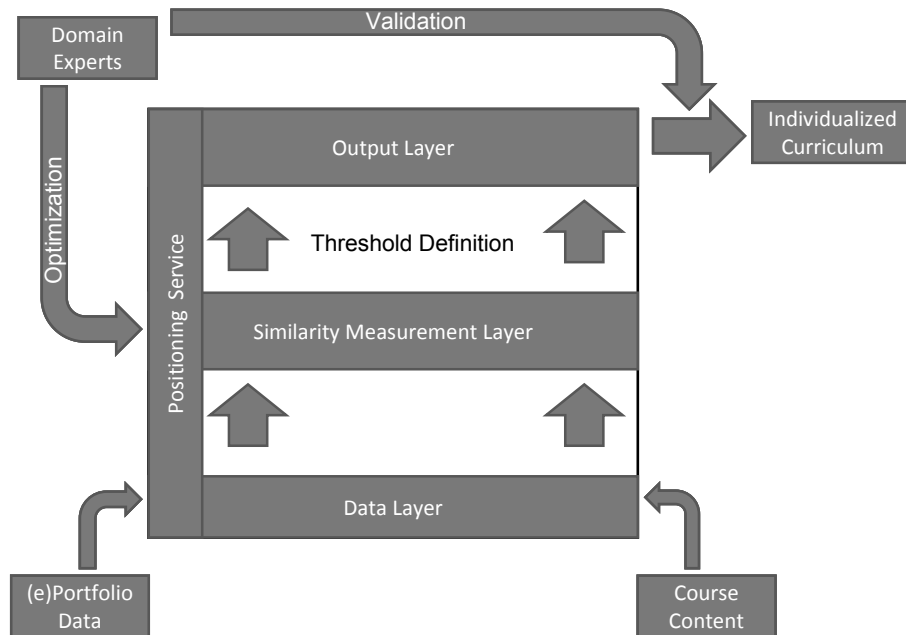 Domain
Experts
Validation
Individualized
Curriculum
Output Layer
Optimization
Threshold Definition
Positioning Service
Similarity Measurement Layer
Data Layer
(e)Portfolio
Data
Course
Content